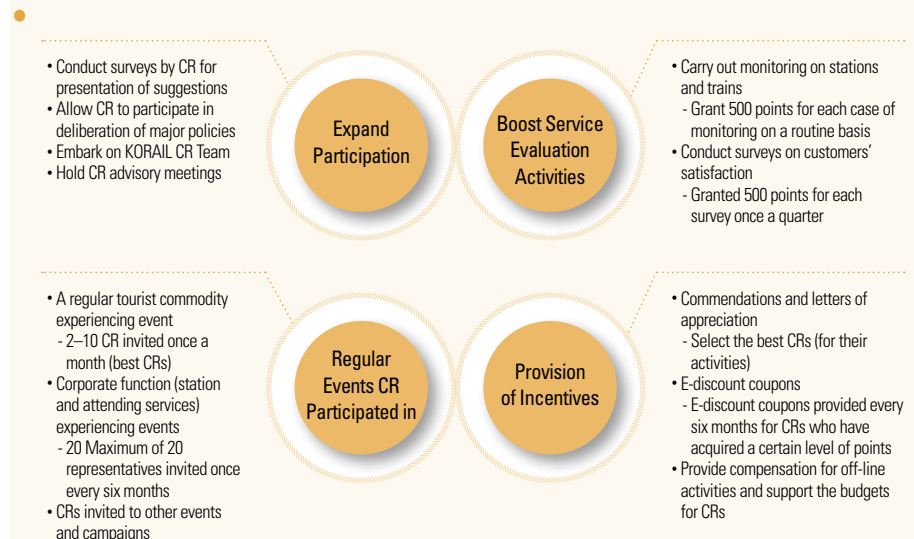 • Conduct surveys by CR for
presentation of suggestions
• Allow CR to participate in
deliberation of major policies
• Embark on KORAIL CR Team
• Hold CR advisory meetings
Expand
Participation
Boost Service
Evaluation
Activities
• Carry out monitoring on stations
and trains
- Grant 500 points for each case of
monitoring on a routine basis
• Conduct surveys on customers'
satisfaction
- Granted 500 points for each
survey once a quarter
• A regular tourist commodity
experiencing event
- 2–10 CR invited once a
month (best CRs)
• Corporate function (station
and attending services)
experiencing events
- 20 Maximum of 20
representatives invited once
every six months
• CRs invited to other events
and campaigns
Regular
Events CR
Participated in
Provision
of Incentives
• Commendations and letters of
appreciation
- Select the best CRs (for their
activities)
• E-discount coupons
- E-discount coupons provided every
six months for CRs who have
acquired a certain level of points
• Provide compensation for off-line
activities and support the budgets
for CRs